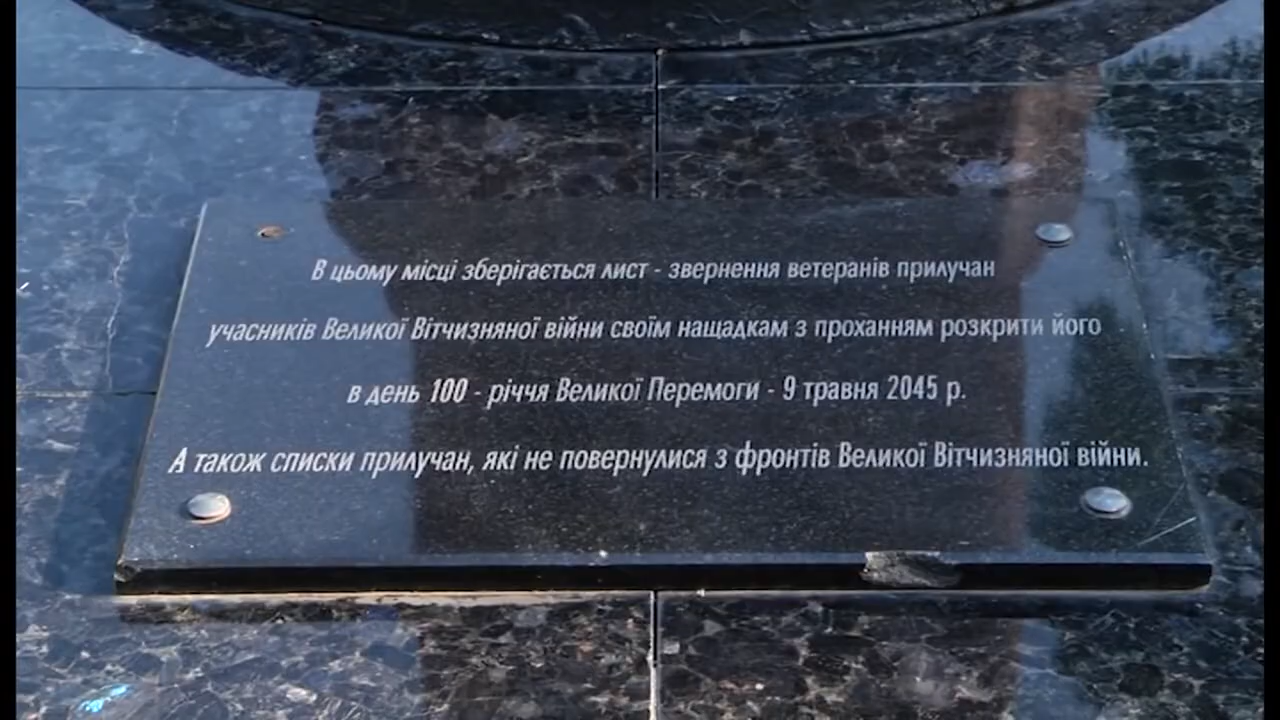 В цьому місці зберігається лист - звернення ветеранів прилучан
учасників Великої Вітчизняної війни своїм нащадкам з проханням розкрити його
в день 100 - річчя Великої Перемоги - 9 травня 2045 р.
А також списки прилучан, які не повернулися з фронтів Великої Вітчизняної війни.